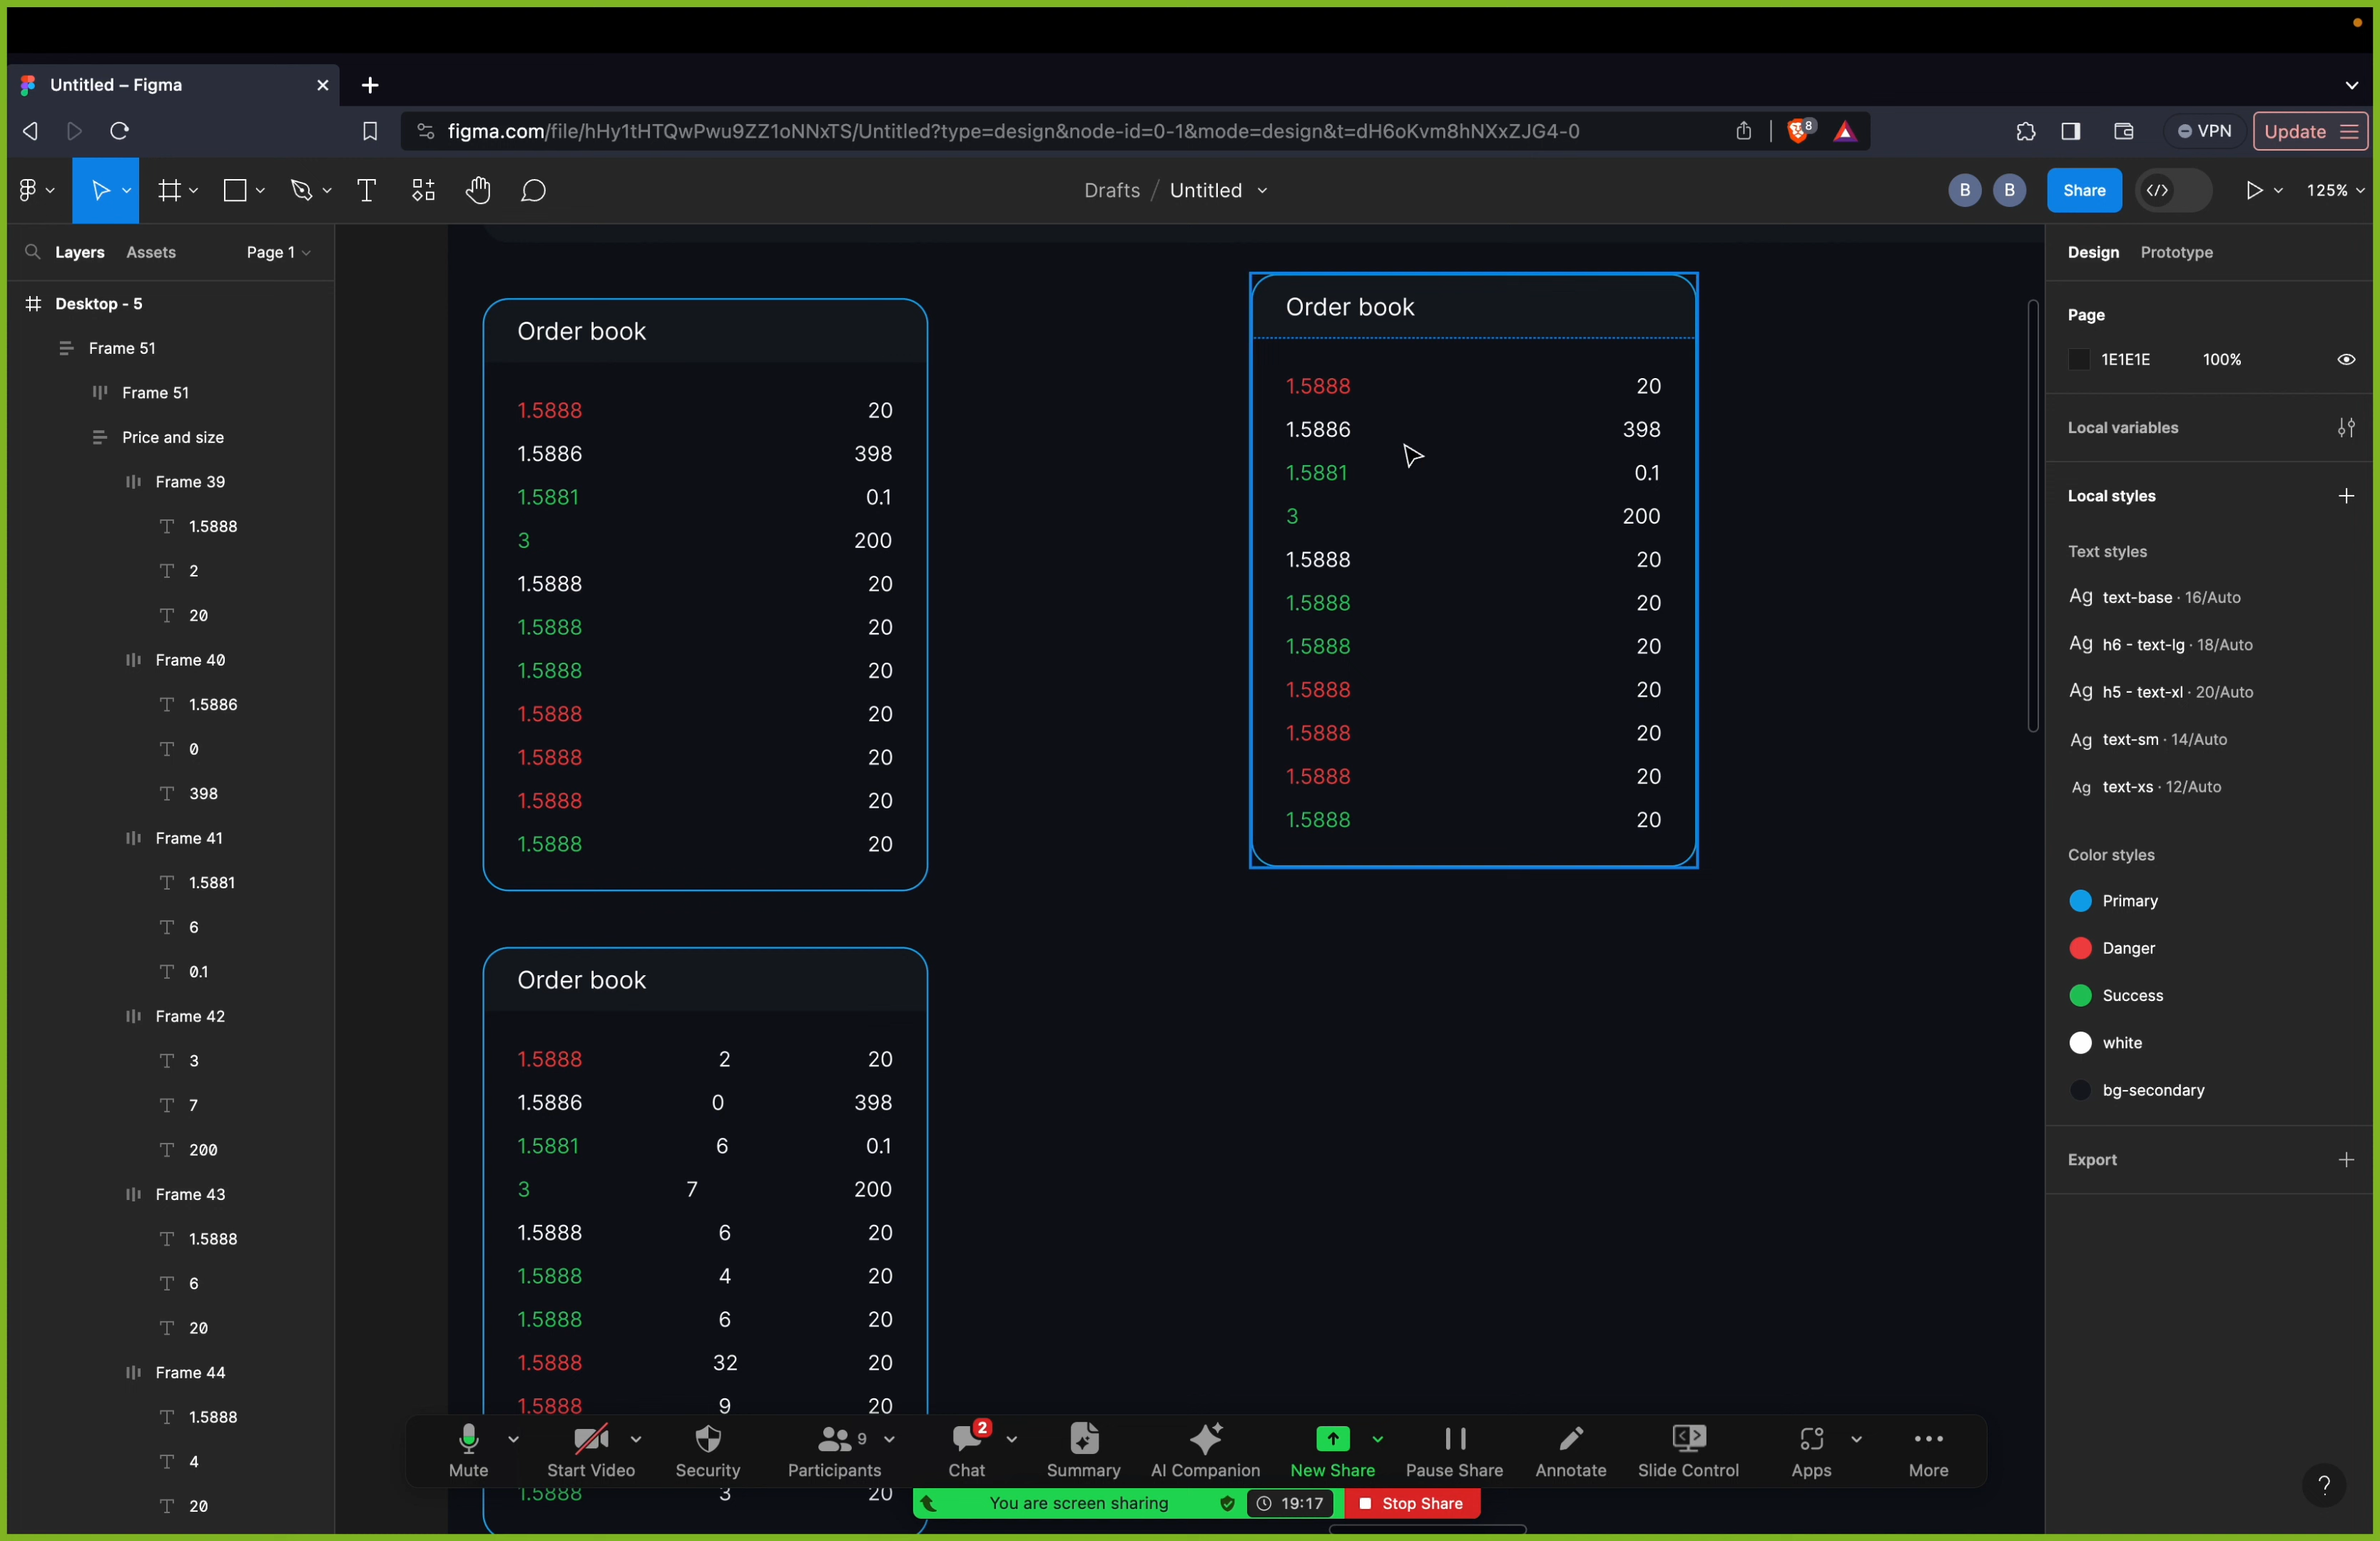 Untitled – Figma
figma.com/file/hHy1tHTQwPwu9ZZ1oNNxTS/Untitled?type=design&node-id=0-1&mode=design&t=dH6oKvm8hNXxZJG4-0
8
VPN
Update
Drafts / Untitled
B
B
Share
125%
Layers
Assets
Page 1
Desktop - 5
Frame 51
Frame 51
Price and size
Frame 39
1.5888
2
20
Frame 40
1.5886
0
398
Frame 41
1.5881
6
0.1
Frame 42
3
7
200
Frame 43
1.5888
6
20
Frame 44
1.5888
4
20
Order book
1.5888 20
1.5886 398
1.5881 0.1
3 200
1.5888 20
1.5888 20
1.5888 20
1.5888 20
1.5888 20
1.5888 20
1.5888 20
Order book
1.5888 2 20
1.5886 0 398
1.5881 6 0.1
3 7 200
1.5888 6 20
1.5888 4 20
1.5888 6 20
1.5888 32 20
1.5888 9 20
1.5888 3 20
Order book
1.5888 20
1.5886 398
1.5881 0.1
3 200
1.5888 20
1.5888 20
1.5888 20
1.5888 20
1.5888 20
1.5888 20
1.5888 20
Design
Prototype
Page
1E1E1E 100%
Local variables
Local styles
Text styles
Ag text-base · 16/Auto
Ag h6 - text-lg · 18/Auto
Ag h5 - text-xl · 20/Auto
Ag text-sm · 14/Auto
Ag text-xs · 12/Auto
Color styles
Primary
Danger
Success
white
bg-secondary
Export
?
Mute
Start Video
Security
9
Participants
2
Chat
Summary
AI Companion
New Share
Pause Share
Annotate
Slide Control
Apps
More
You are screen sharing
19:17
Stop Share